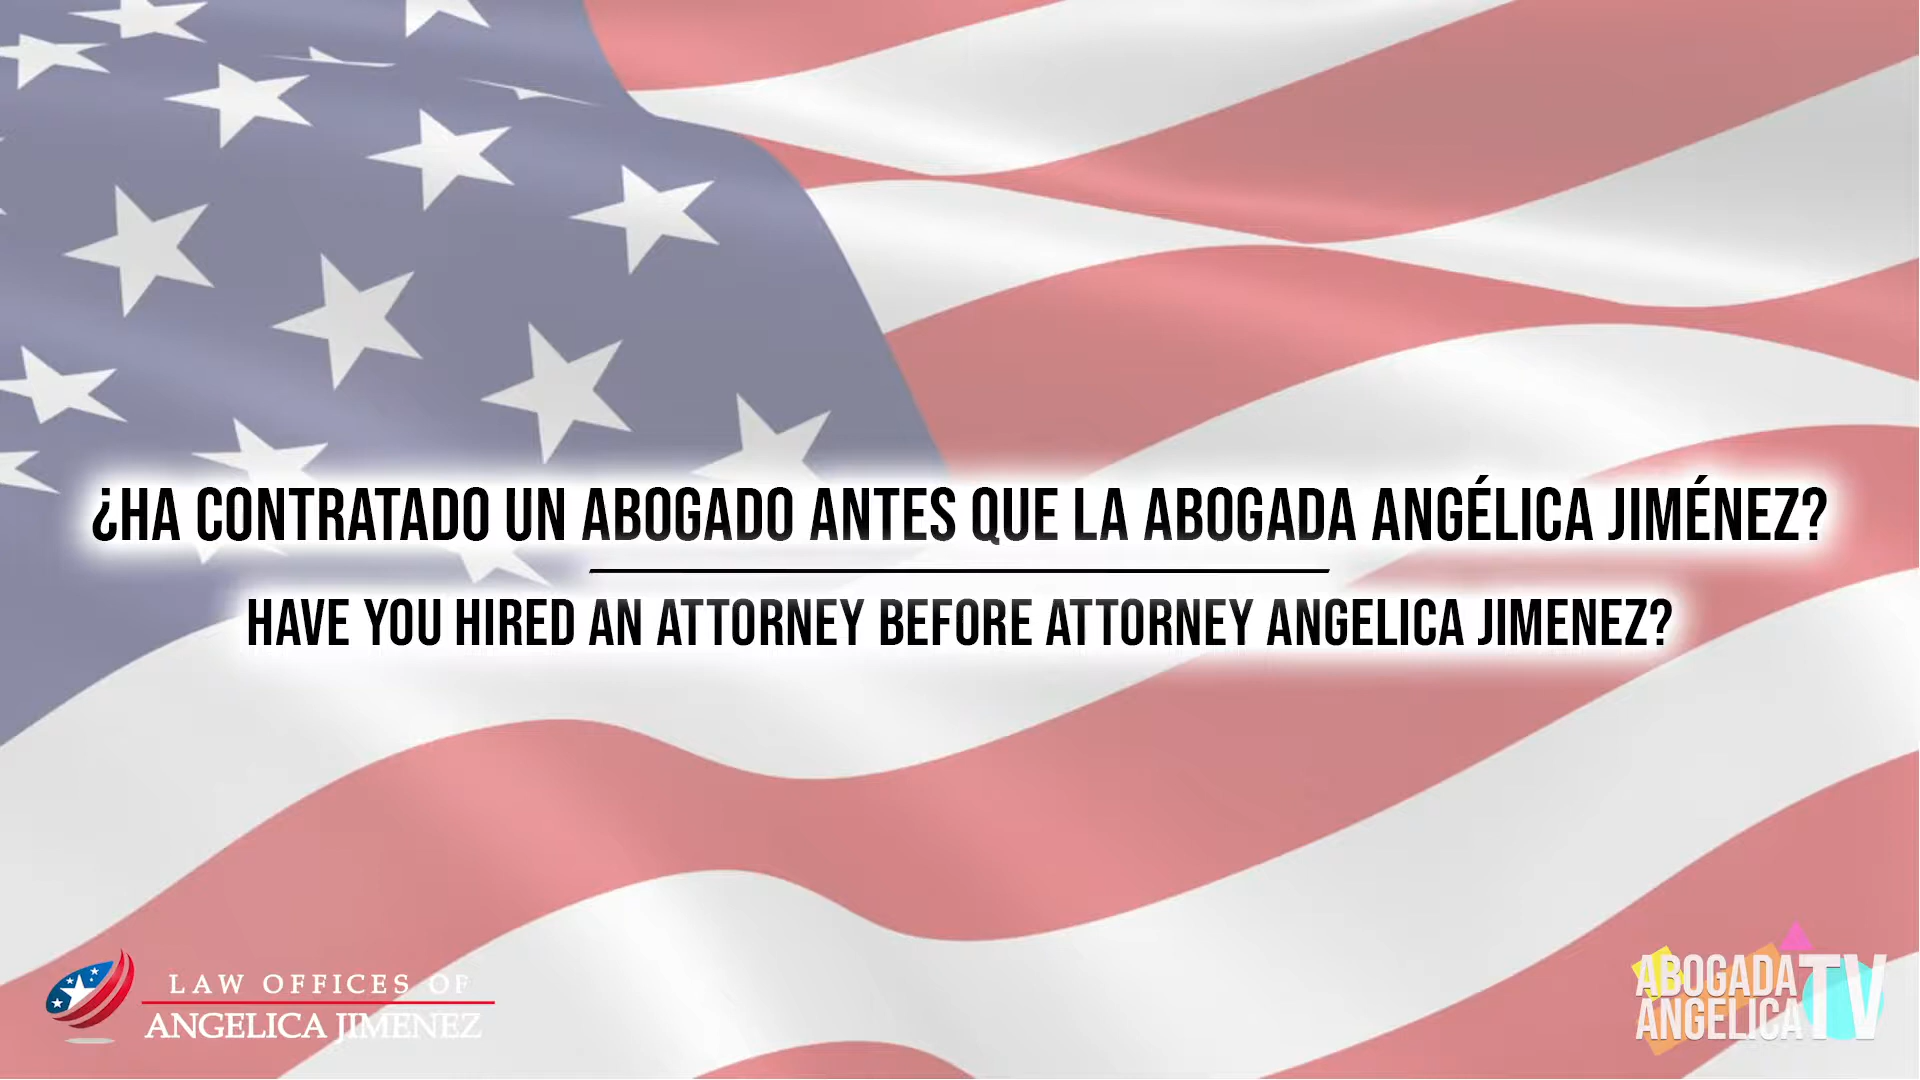 ¿HA CONTRATADO UN ABOGADO ANTES QUE LA ABOGADA ANGÉLICA JIMÉNEZ?
HAVE YOU HIRED AN ATTORNEY BEFORE ATTORNEY ANGELICA JIMENEZ?
LAW OFFICES OF
ANGELICA JIMENEZ
ABOGADA
ANGELICA
TV